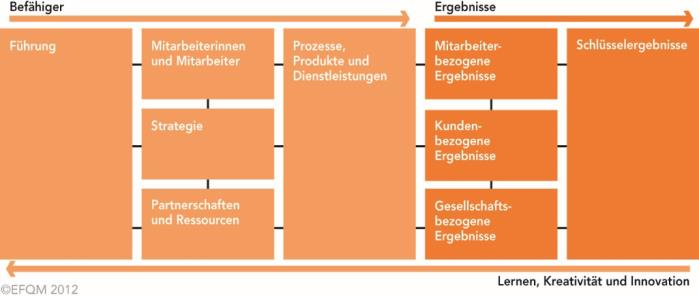 Befähiger
Ergebnisse
Führung
Mitarbeiterinnen
und Mitarbeiter
Strategie
Partnerschaften
und Ressourcen
Prozesse,
Produkte und
Dienstleistungen
Mitarbeiter-
bezogene
Ergebnisse
Kunden-
bezogene
Ergebnisse
Gesellschafts-
bezogene
Ergebnisse
Schlüsselergebnisse
Lernen, Kreativität und Innovation
©EFQM 2012